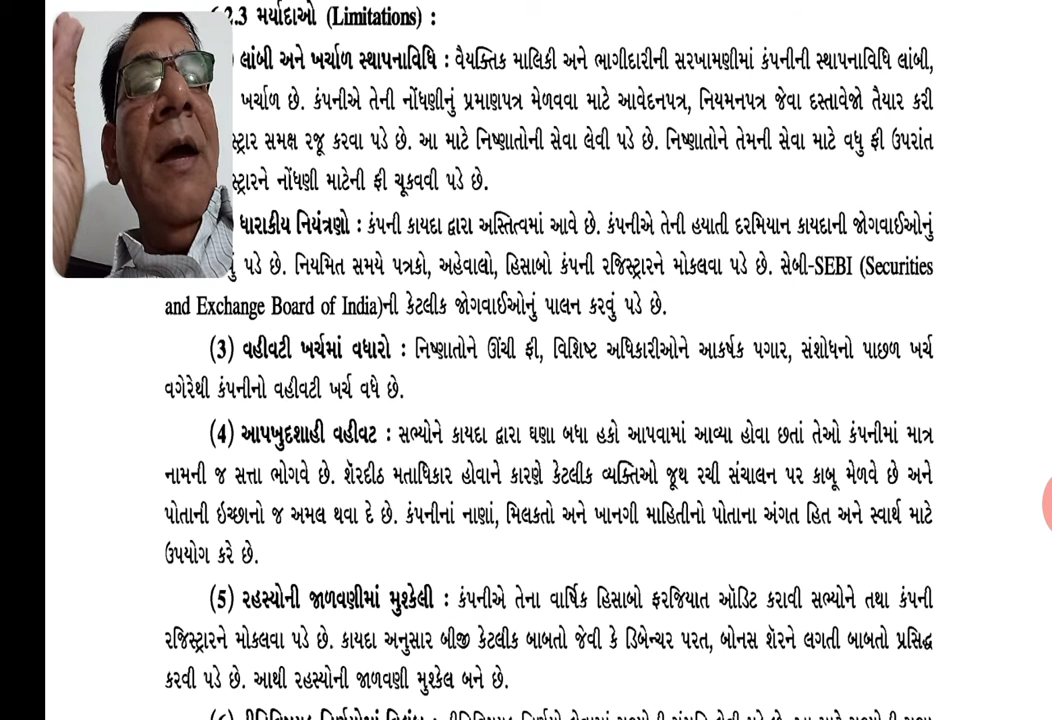 .2.3 મર્યાદાઓ (Limitations) :
લાંબી અને ખર્ચાળ સ્થાપનાવિધિ : વૈયક્તિક માલિકી અને ભાગીદારીની સરખામણીમાં કંપનીની સ્થાપનાવિધિ લાંબી,
ખર્ચાળ છે. કંપનીએ તેની નોંધણીનું પ્રમાણપત્ર મેળવવા માટે આવેદનપત્ર, નિયમનપત્ર જેવા દસ્તાવેજો તૈયાર કરી
સ્ટ્રાર સમક્ષ રજૂ કરવા પડે છે. આ માટે નિષ્ણાતોની સેવા લેવી પડે છે. નિષ્ણાતોને તેમની સેવા માટે વધુ ફી ઉપરાંત
સ્ટ્રારને નોંધણી માટેની ફી ચૂકવવી પડે છે.
ધારાકીય નિયંત્રણો : કંપની કાયદા દ્વારા અસ્તિત્વમાં આવે છે. કંપનીએ તેની હયાતી દરમિયાન કાયદાની જોગવાઈઓનું
પડે છે. નિયમિત સમયે પત્રકો, અહેવાલો, હિસાબો કંપની રજિસ્ટ્રારને મોકલવા પડે છે. સેબી-SEBI (Securities
and Exchange Board of India)ની કેટલીક જોગવાઈઓનું પાલન કરવું પડે છે.
(3) વહીવટી ખર્ચમાં વધારો : નિષ્ણાતોને ઊંચી ફી, વિશિષ્ટ અધિકારીઓને આકર્ષક પગાર, સંશોધનો પાછળ ખર્ચ
વગેરેથી કંપનીનો વહીવટી ખર્ચ વધે છે.
(4) આપખુદશાહી વહીવટ : સભ્યોને કાયદા દ્વારા ઘણા બધા હકો આપવામાં આવ્યા હોવા છતાં તેઓ કંપનીમાં માત્ર
નામની જ સત્તા ભોગવે છે. શૅરદીઠ મતાધિકાર હોવાને કારણે કેટલીક વ્યક્તિઓ જૂથ રચી સંચાલન પર કાબૂ મેળવે છે અને
પોતાની ઇચ્છાનો જ અમલ થવા દે છે. કંપનીનાં નાણાં, મિલકતો અને ખાનગી માહિતીનો પોતાના અંગત હિત અને સ્વાર્થ માટે
ઉપયોગ કરે છે.
(5) રહસ્યોની જાળવણીમાં મુશ્કેલી : કંપનીએ તેના વાર્ષિક હિસાબો ફરજિયાત ઑડિટ કરાવી સભ્યોને તથા કંપની
રજિસ્ટ્રારને મોકલવા પડે છે. કાયદા અનુસાર બીજી કેટલીક બાબતો જેવી કે ડિબેન્ચર પરત, બોનસ શૅરને લગતી બાબતો પ્રસિદ્ધ
કરવી પડે છે. આથી રહસ્યોની જાળવણી મુશ્કેલ બને છે.